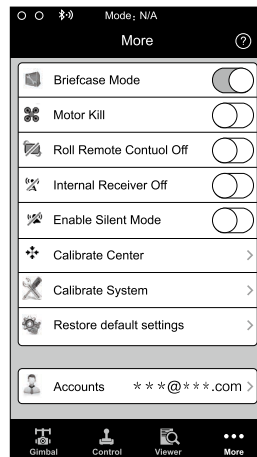 Mode: N/A
More
?
Briefcase Mode
Motor Kill
Roll Remote Contuol Off
Internal Receiver Off
Enable Silent Mode
Calibrate Center
Calibrate System
Restore default settings
Accounts ***@***.com
Gimbal Control Viewer More